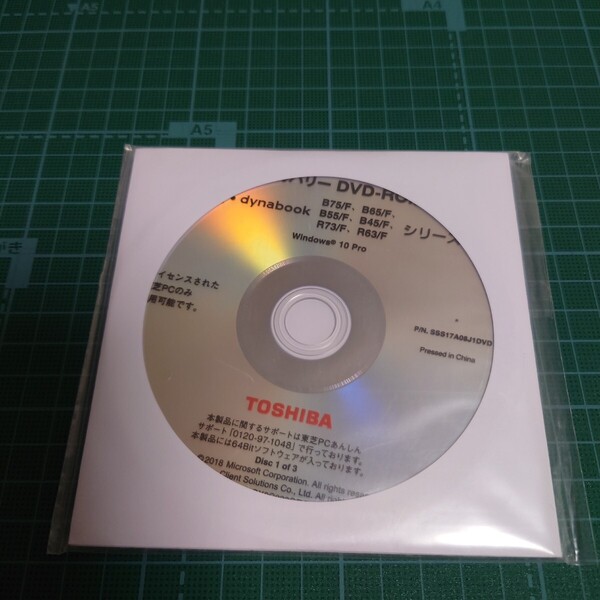 A5
A4
A5
がき
バリー DVD-RO
dynabook B75/F、B65/F、
B55/F、B45/F、シリーズ
R73/F、R63/F
Windows® 10 Pro
イセンスされた
芝PCのみ
用可能です。
P/N. SSS17A08J1DVD
Pressed in China
TOSHIBA
本製品に関するサポートは東芝PCあんしん
サポート「0120-97-1048」で行っております。
本製品には64Bitソフトウェアが入っております。
Disc 1 of 3
©2018 Microsoft Corporation. All rights rese
Client Solutions Co., Ltd. All rights